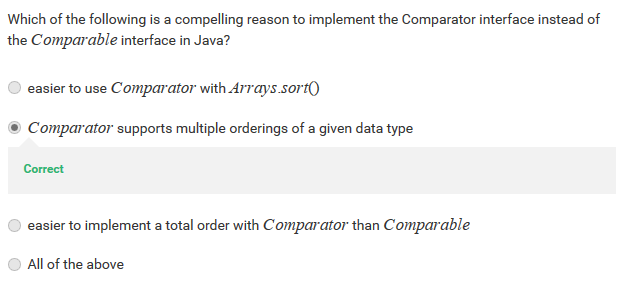 Which of the following is a compelling reason to implement the Comparator interface instead of
the Comparable interface in Java?
easier to use Comparator with Arrays.sort()
Comparator supports multiple orderings of a given data type
Correct
easier to implement a total order with Comparator than Comparable
All of the above